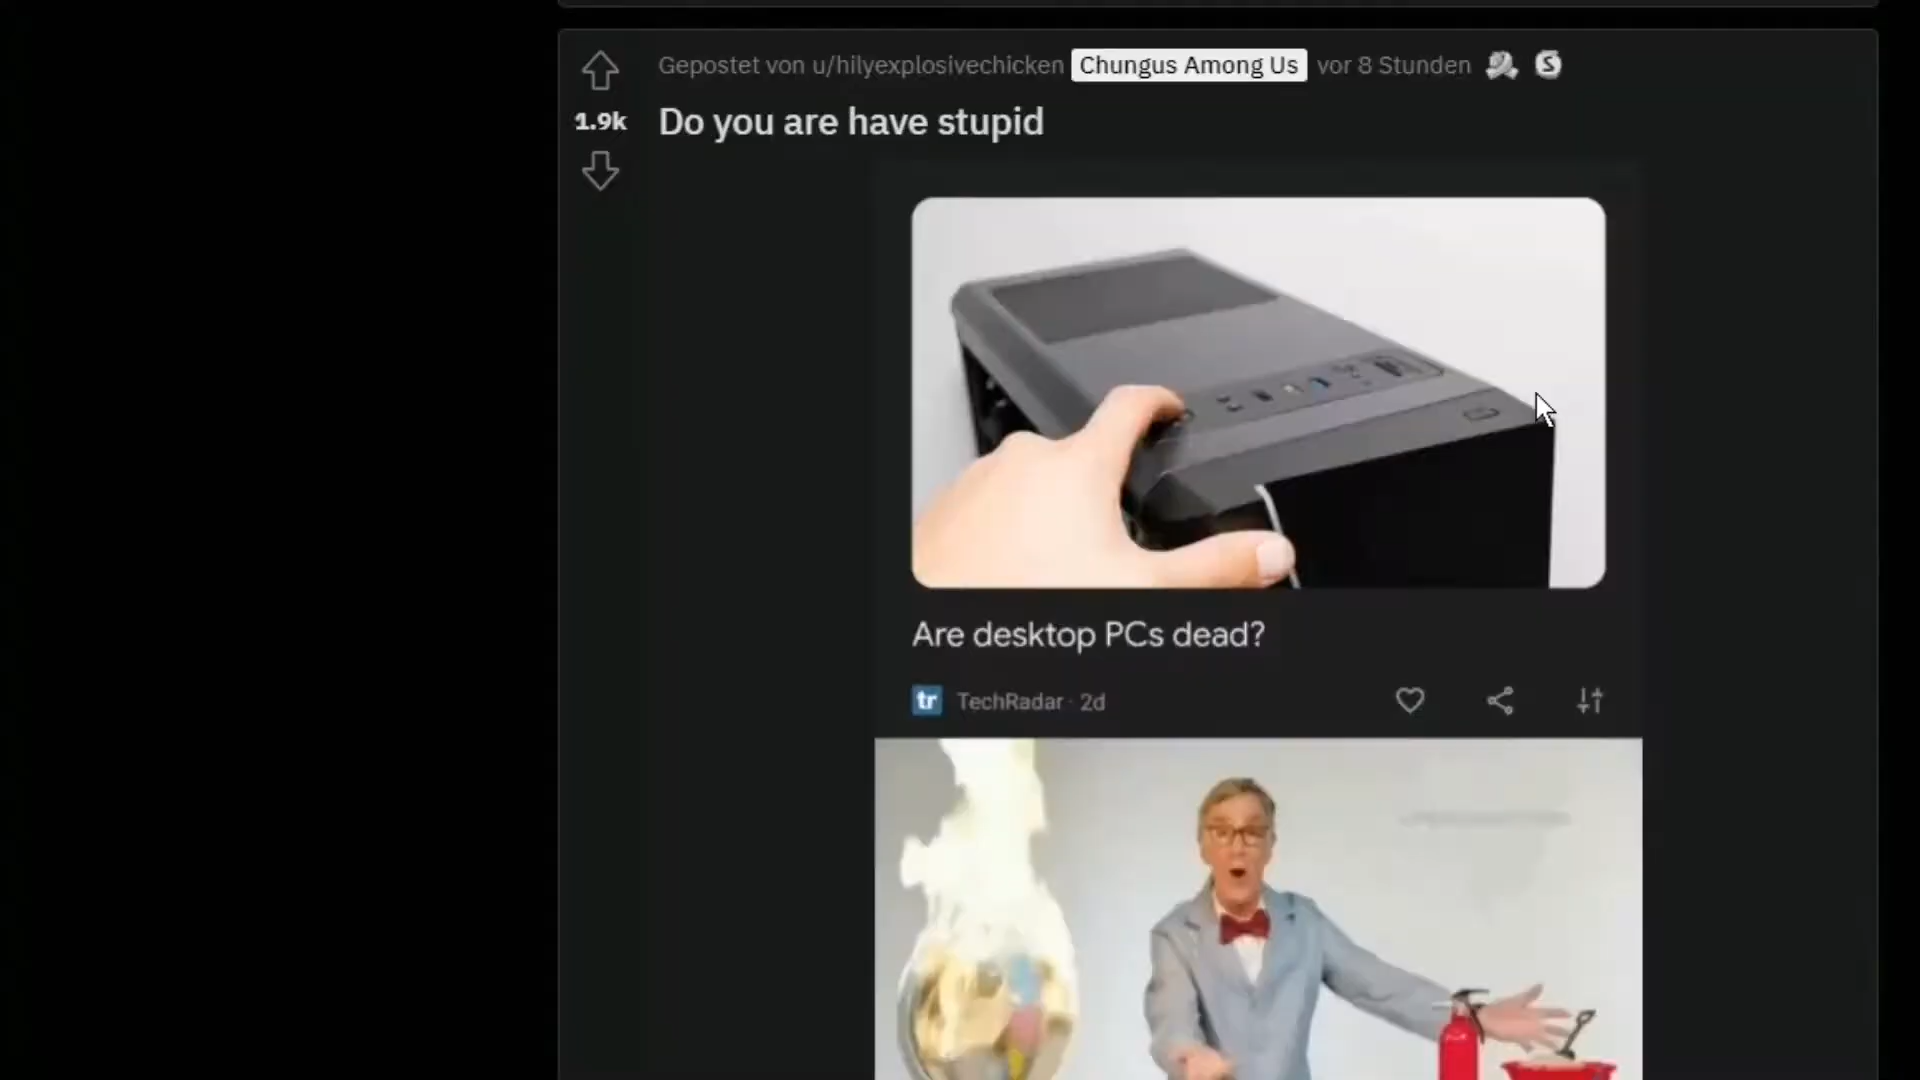 Gepostet von u/hilyexplosivechicken Chungus Among Us vor 8 Stunden
1.9k
Do you are have stupid
Are desktop PCs dead?
tr TechRadar · 2d